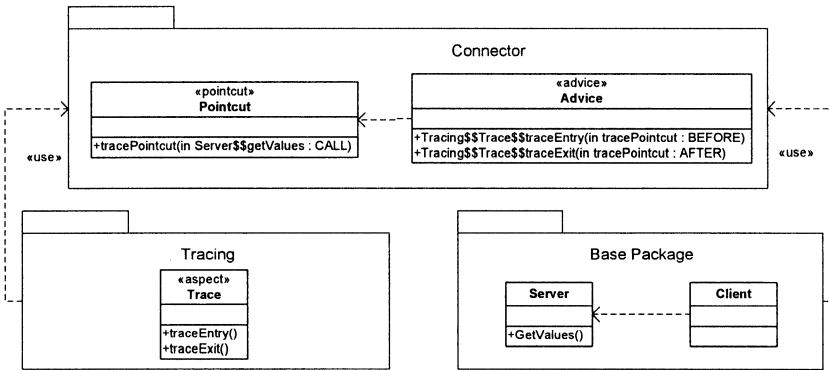 Connector
«pointcut»
Pointcut
+tracePointcut(in Server$$getValues : CALL)
«advice»
Advice
+Tracing$$Trace$$traceEntry(in tracePointcut : BEFORE)
+Tracing$$Trace$$traceExit(in tracePointcut : AFTER)
«use»
«use»
Tracing
«aspect»
Trace
+traceEntry()
+traceExit()
Base Package
Server
+GetValues()
Client